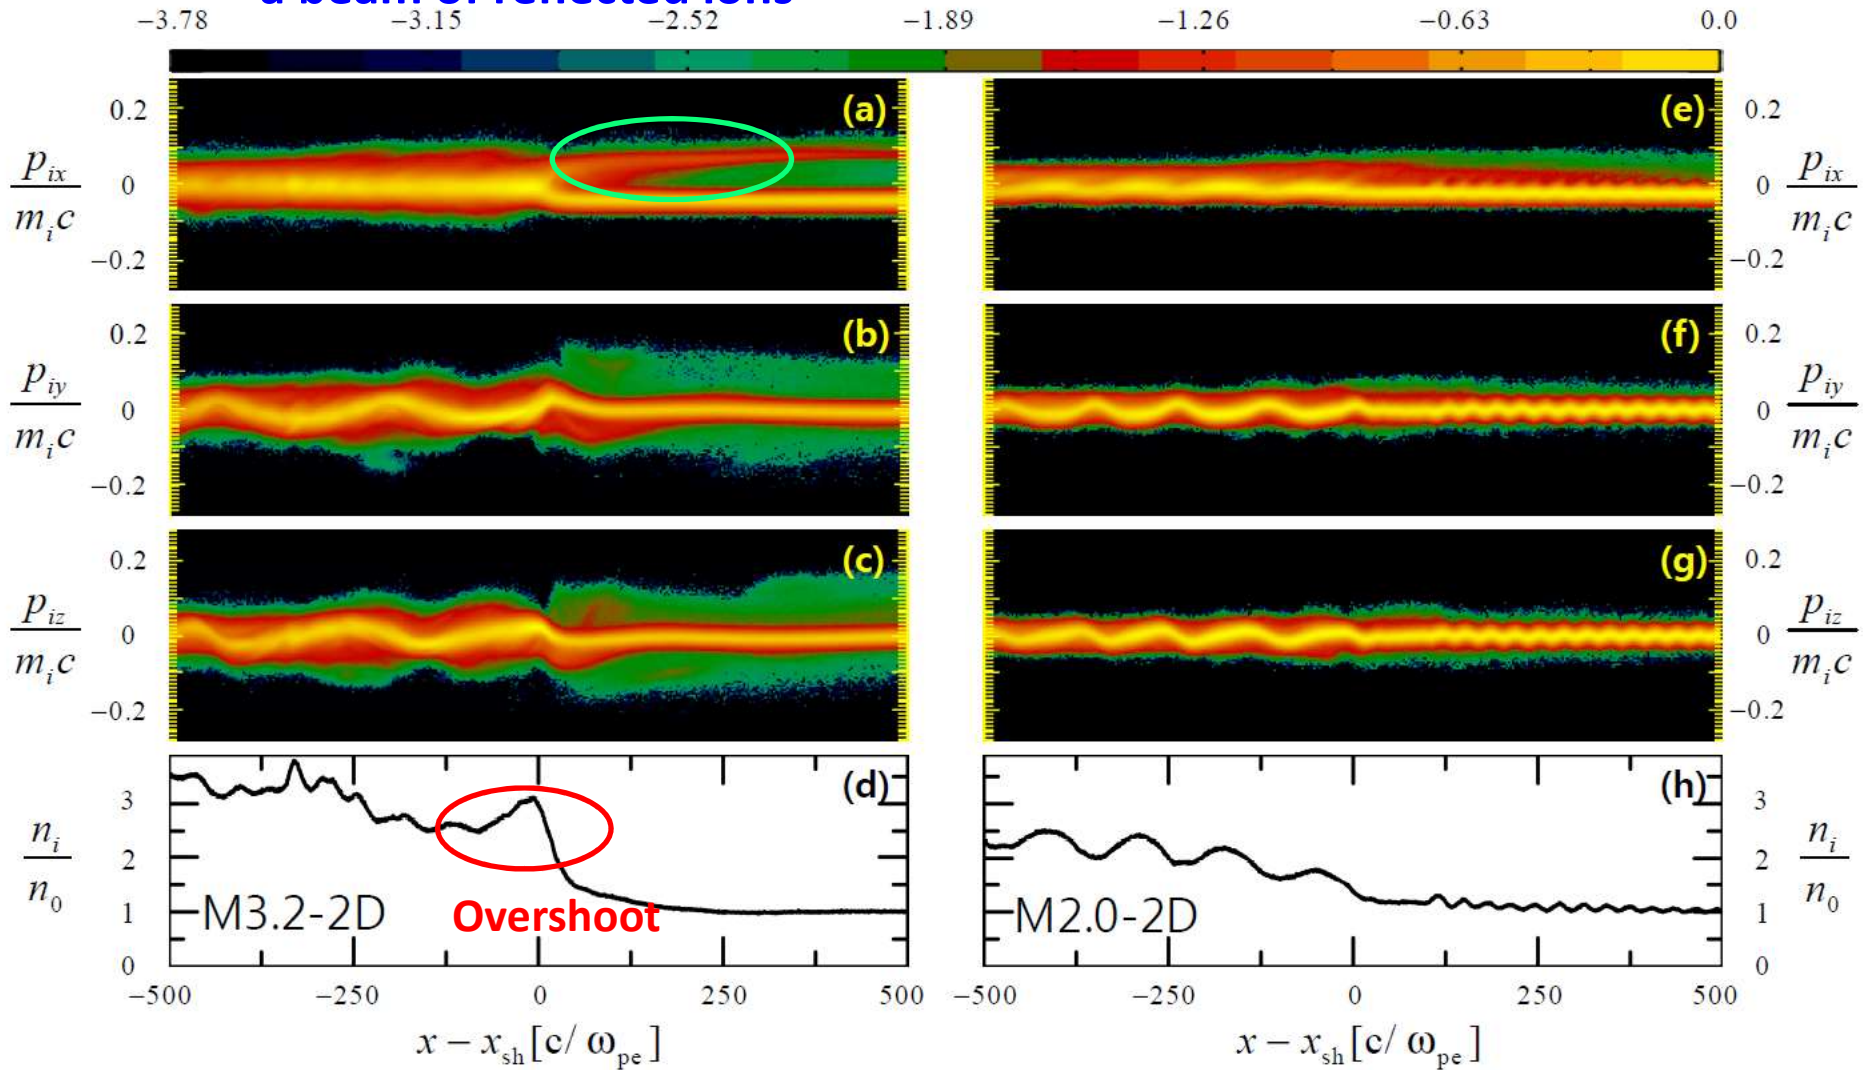 a beam of reflected ions
−3.78 −3.15 −2.52 −1.89 −1.26 −0.63 0.0
(a)
0.2
0
−0.2
p_ix / m_i c
(e)
0.2
0
−0.2
p_ix / m_i c
(b)
0.2
0
−0.2
p_iy / m_i c
(f)
0.2
0
−0.2
p_iy / m_i c
(c)
0.2
0
−0.2
p_iz / m_i c
(g)
0.2
0
−0.2
p_iz / m_i c
(d)
3
2
1
0
n_i / n_0
M3.2-2D
Overshoot
(h)
3
2
1
0
n_i / n_0
M2.0-2D
−500 −250 0 250 500
−500 −250 0 250 500
x − x_sh [c/ ω_pe ]
x − x_sh [c/ ω_pe ]